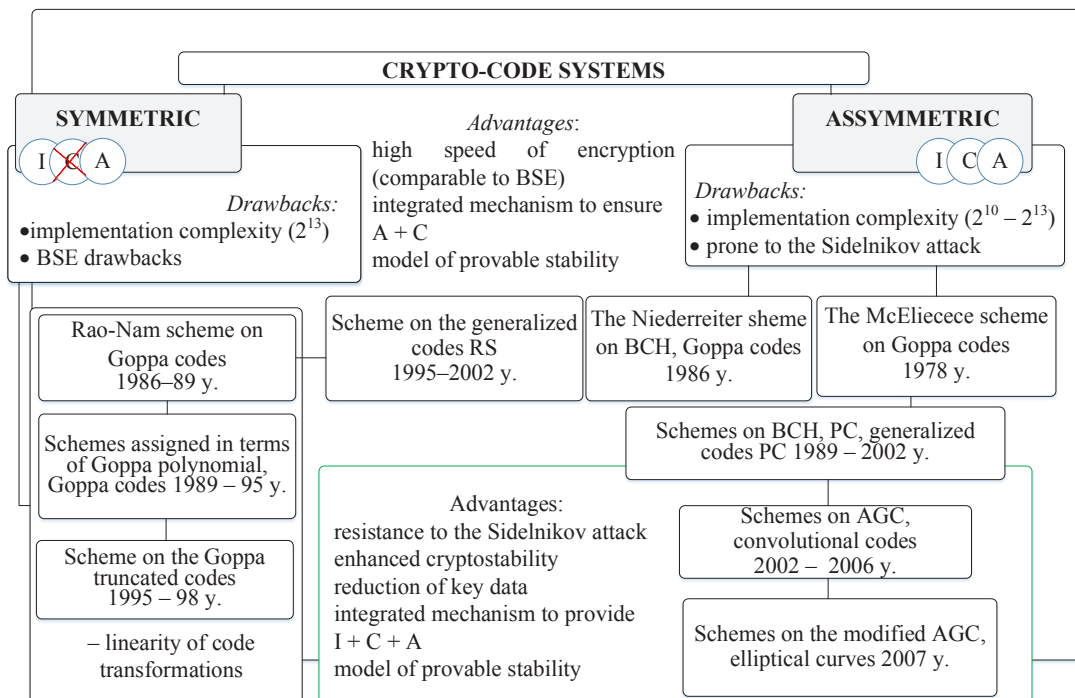 CRYPTO-CODE SYSTEMS
SYMMETRIC
I C A
Drawbacks:
•implementation complexity (2^13)
• BSE drawbacks
Advantages:
high speed of encryption
(comparable to BSE)
integrated mechanism to ensure
A + C
model of provable stability
ASSYMMETRIC
I C A
Drawbacks:
• implementation complexity (2^10 – 2^13)
• prone to the Sidelnikov attack
Rao-Nam scheme on
Goppa codes
1986–89 y.
Scheme on the generalized
codes RS
1995–2002 y.
The Niederreiter sheme
on BCH, Goppa codes
1986 y.
The McEliecece scheme
on Goppa codes
1978 y.
Schemes assigned in terms
of Goppa polynomial,
Goppa codes 1989 – 95 y.
Scheme on the Goppa
truncated codes
1995 – 98 y.
– linearity of code
transformations
Schemes on BCH, PC, generalized
codes PC 1989 – 2002 y.
Advantages:
resistance to the Sidelnikov attack
enhanced cryptostability
reduction of key data
integrated mechanism to provide
I + C + A
model of provable stability
Schemes on AGC,
convolutional codes
2002 – 2006 y.
Schemes on the modified AGC,
elliptical curves 2007 y.